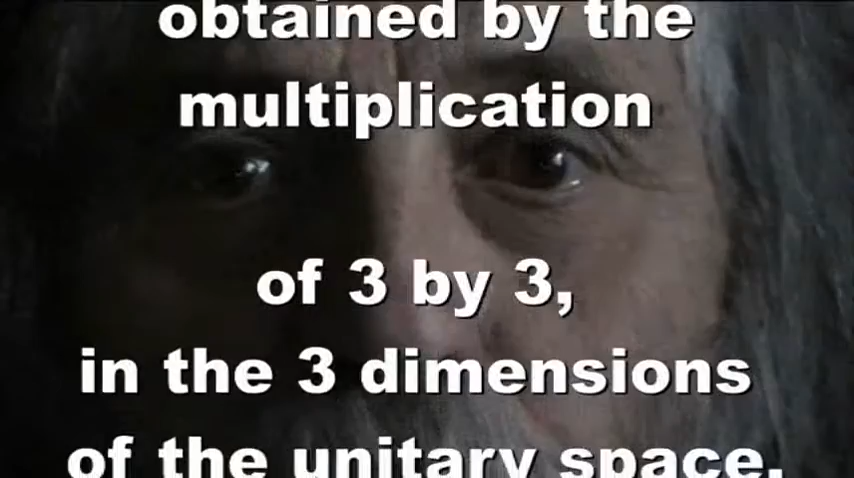 obtained by the
multiplication
of 3 by 3,
in the 3 dimensions
of the unitary space.